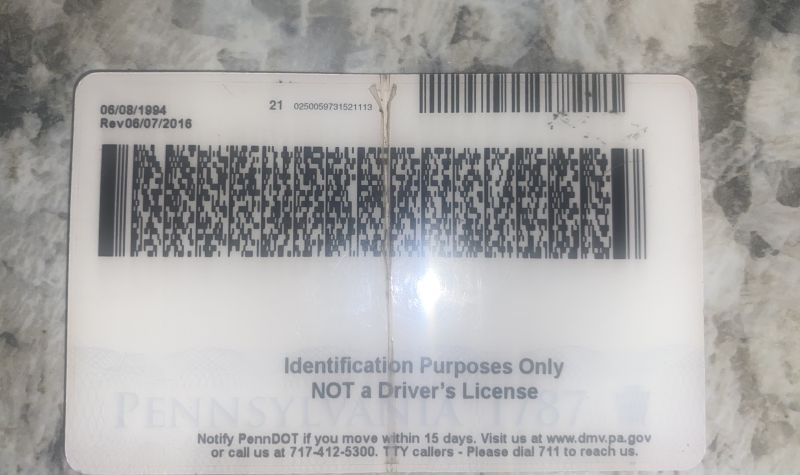 06/08/1994
Rev06/07/2016
21 0250059731521113
Identification Purposes Only
NOT a Driver's License
PENNSYLVANIA 1787
Notify PennDOT if you move within 15 days. Visit us at www.dmv.pa.gov
or call us at 717-412-5300. TTY callers - Please dial 711 to reach us.